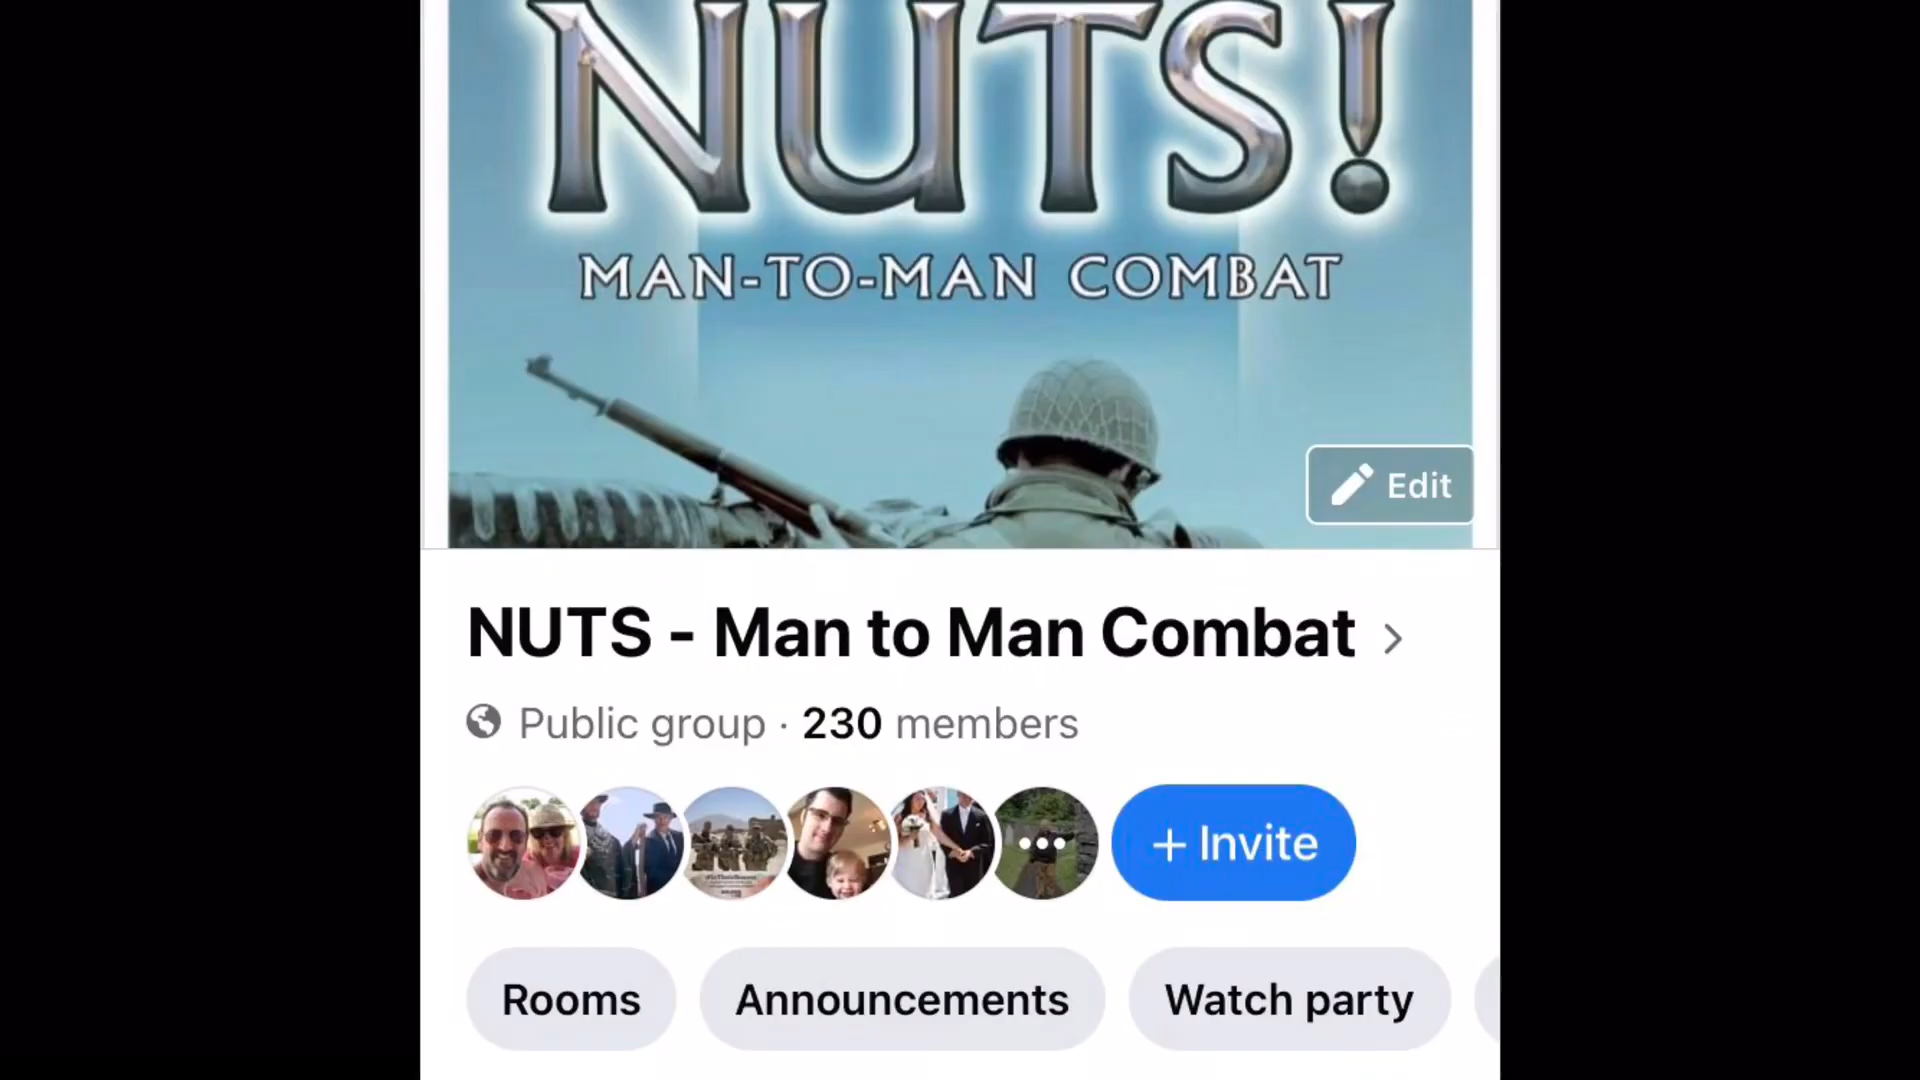 NUTS!
MAN-TO-MAN COMBAT
Edit
NUTS - Man to Man Combat
Public group · 230 members
+ Invite
Rooms
Announcements
Watch party